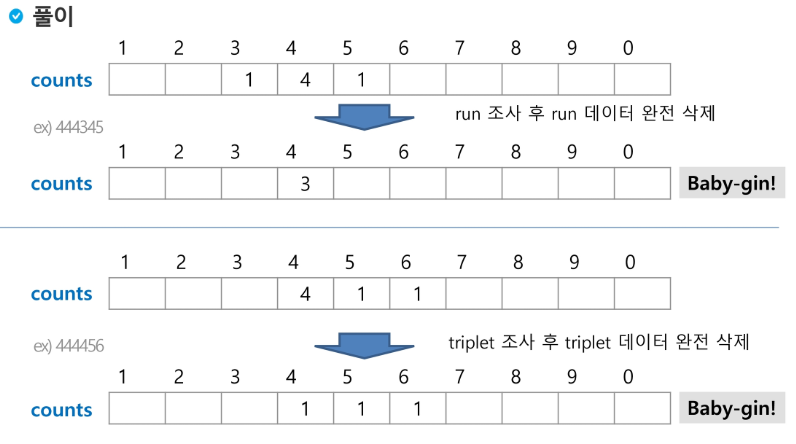 풀이
1 2 3 4 5 6 7 8 9 0
counts 1 4 1
run 조사 후 run 데이터 완전 삭제
ex) 444345
1 2 3 4 5 6 7 8 9 0
counts 3 Baby-gin!
1 2 3 4 5 6 7 8 9 0
counts 4 1 1
triplet 조사 후 triplet 데이터 완전 삭제
ex) 444456
1 2 3 4 5 6 7 8 9 0
counts 1 1 1 Baby-gin!